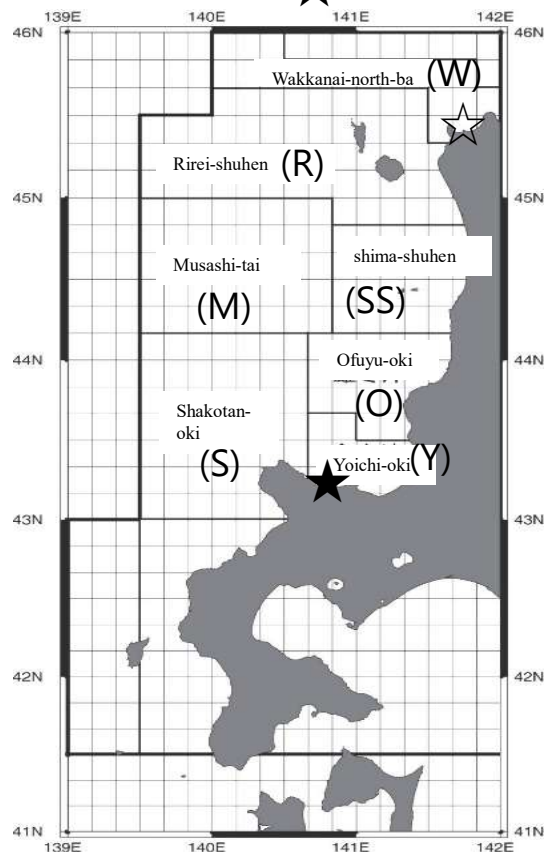 139E 140E 141E 142E
46N
Wakkanai-north-ba (W)
Rirei-shuhen (R)
45N 45N
Musashi-tai
(M)
shima-shuhen
(SS)
44N 44N
Ofuyu-oki
(O)
Shakotan-
oki
(S)
Yoichi-oki (Y)
43N 43N
42N 42N
41N 41N
139E 140E 141E 142E